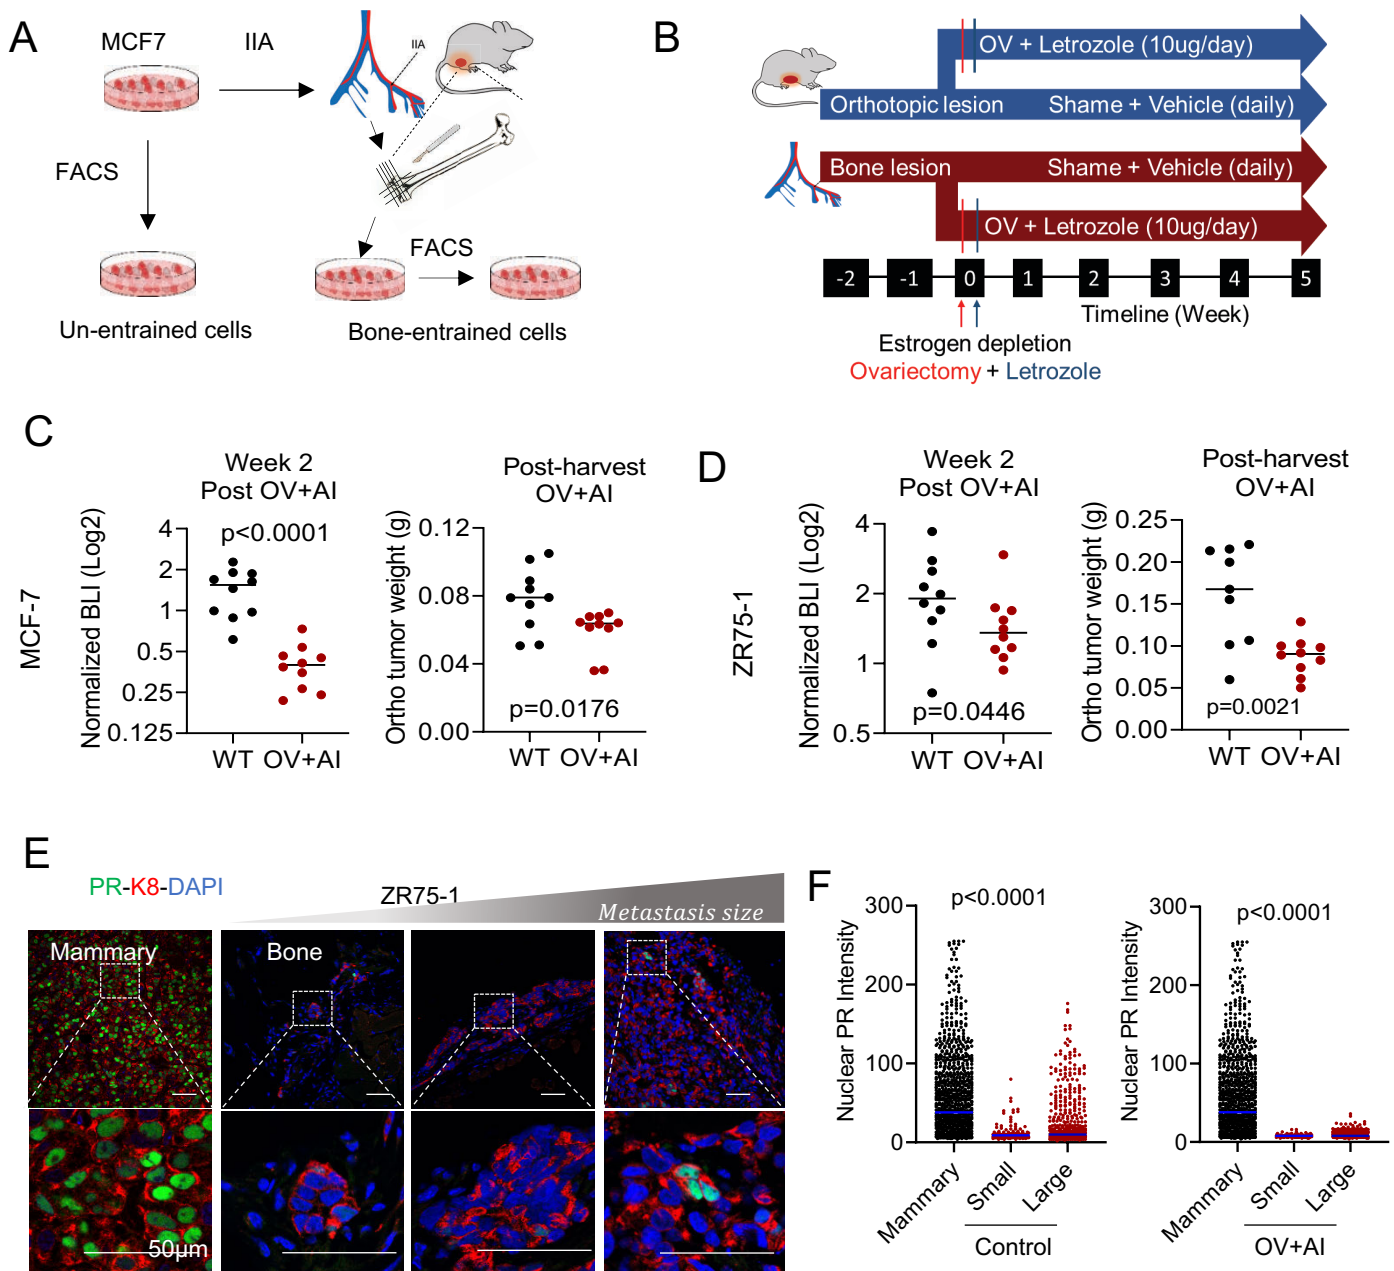 A
MCF7
IIA
IIA
FACS
FACS
Un-entrained cells
Bone-entrained cells
B
OV + Letrozole (10ug/day)
Orthotopic lesion
Shame + Vehicle (daily)
Bone lesion
Shame + Vehicle (daily)
OV + Letrozole (10ug/day)
-2 -1 0 1 2 3 4 5
Timeline (Week)
Estrogen depletion
Ovariectomy + Letrozole
C
MCF-7
Week 2
Post OV+AI
Normalized BLI (Log2)
p<0.0001
4
2
1
0.5
0.25
0.125
WT OV+AI
Post-harvest
OV+AI
Ortho tumor weight (g)
0.12
0.08
0.04
0.00
p=0.0176
WT OV+AI
D
ZR75-1
Week 2
Post OV+AI
Normalized BLI (Log2)
4
2
1
0.5
p=0.0446
WT OV+AI
Post-harvest
OV+AI
Ortho tumor weight (g)
0.25
0.20
0.15
0.10
0.05
0.00
p=0.0021
WT OV+AI
E
PR-K8-DAPI
ZR75-1
Metastasis size
Mammary
Bone
50μm
F
Nuclear PR Intensity
p<0.0001
300
200
100
0
Mammary
Small
Large
Control
Nuclear PR Intensity
p<0.0001
300
200
100
0
Mammary
Small
Large
OV+AI